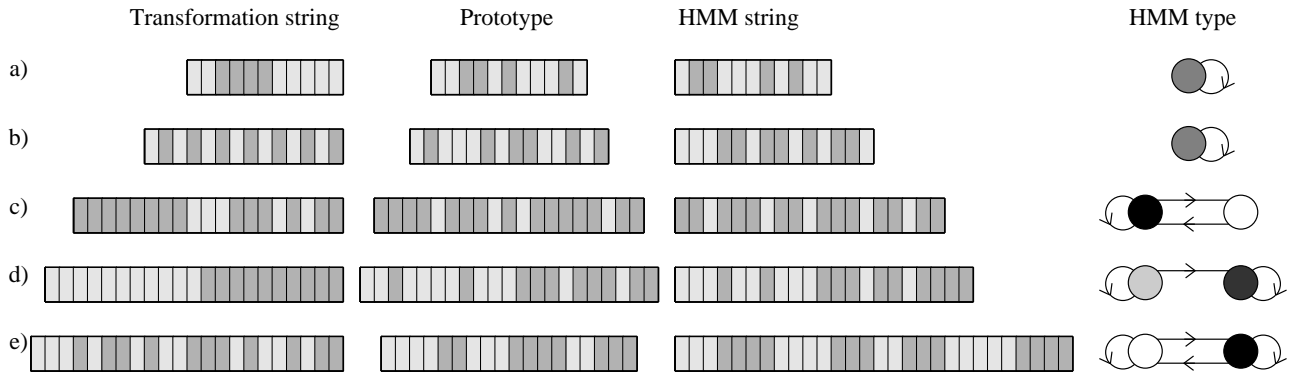 Transformation string Prototype HMM string HMM type
a)
b)
c)
d)
e)